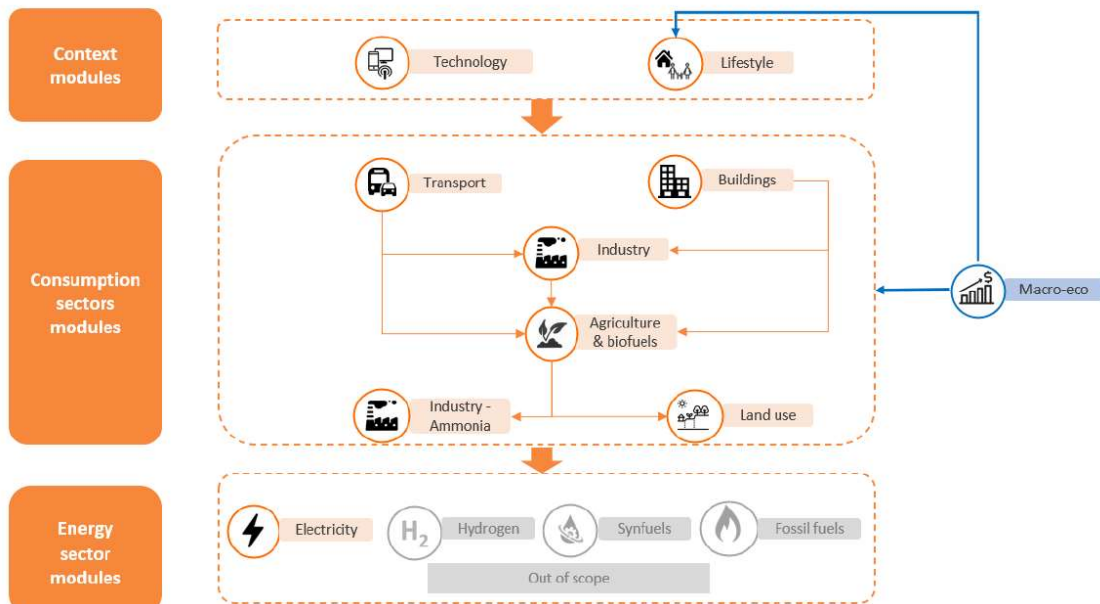 Context
modules
Technology
Lifestyle
Consumption
sectors
modules
Transport
Buildings
Industry
Agriculture
& biofuels
Industry -
Ammonia
Land use
$
Macro-eco
Energy
sector
modules
Electricity
H2
Hydrogen
Synfuels
Fossil fuels
Out of scope